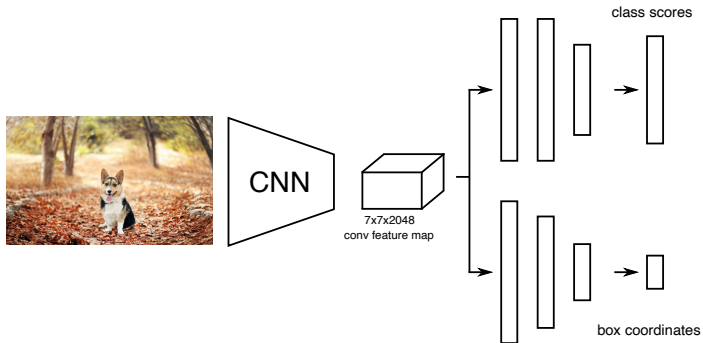 class scores
CNN
7x7x2048
conv feature map
box coordinates